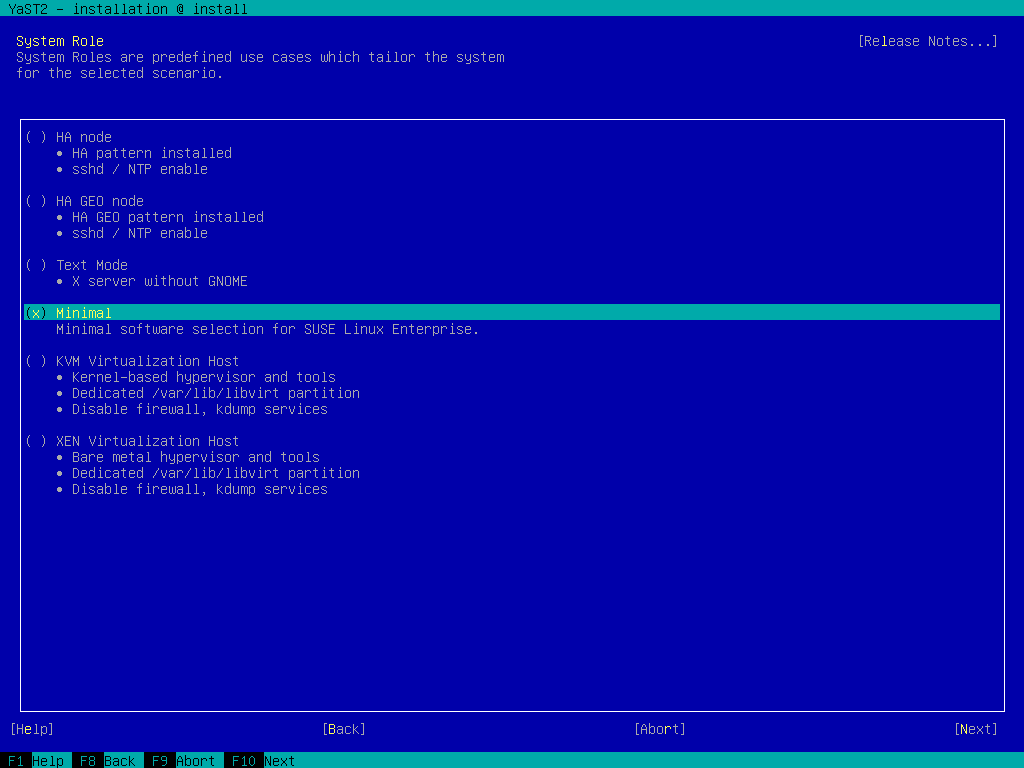 YaST2 - installation @ install
System Role [Release Notes...]
System Roles are predefined use cases which tailor the system
for the selected scenario.
( ) HA node
• HA pattern installed
• sshd / NTP enable
( ) HA GEO node
• HA GEO pattern installed
• sshd / NTP enable
( ) Text Mode
• X server without GNOME
(x) Minimal
Minimal software selection for SUSE Linux Enterprise.
( ) KVM Virtualization Host
• Kernel-based hypervisor and tools
• Dedicated /var/lib/libvirt partition
• Disable firewall, kdump services
( ) XEN Virtualization Host
• Bare metal hypervisor and tools
• Dedicated /var/lib/libvirt partition
• Disable firewall, kdump services
[Help] [Back] [Abort] [Next]
F1 Help F8 Back F9 Abort F10 Next